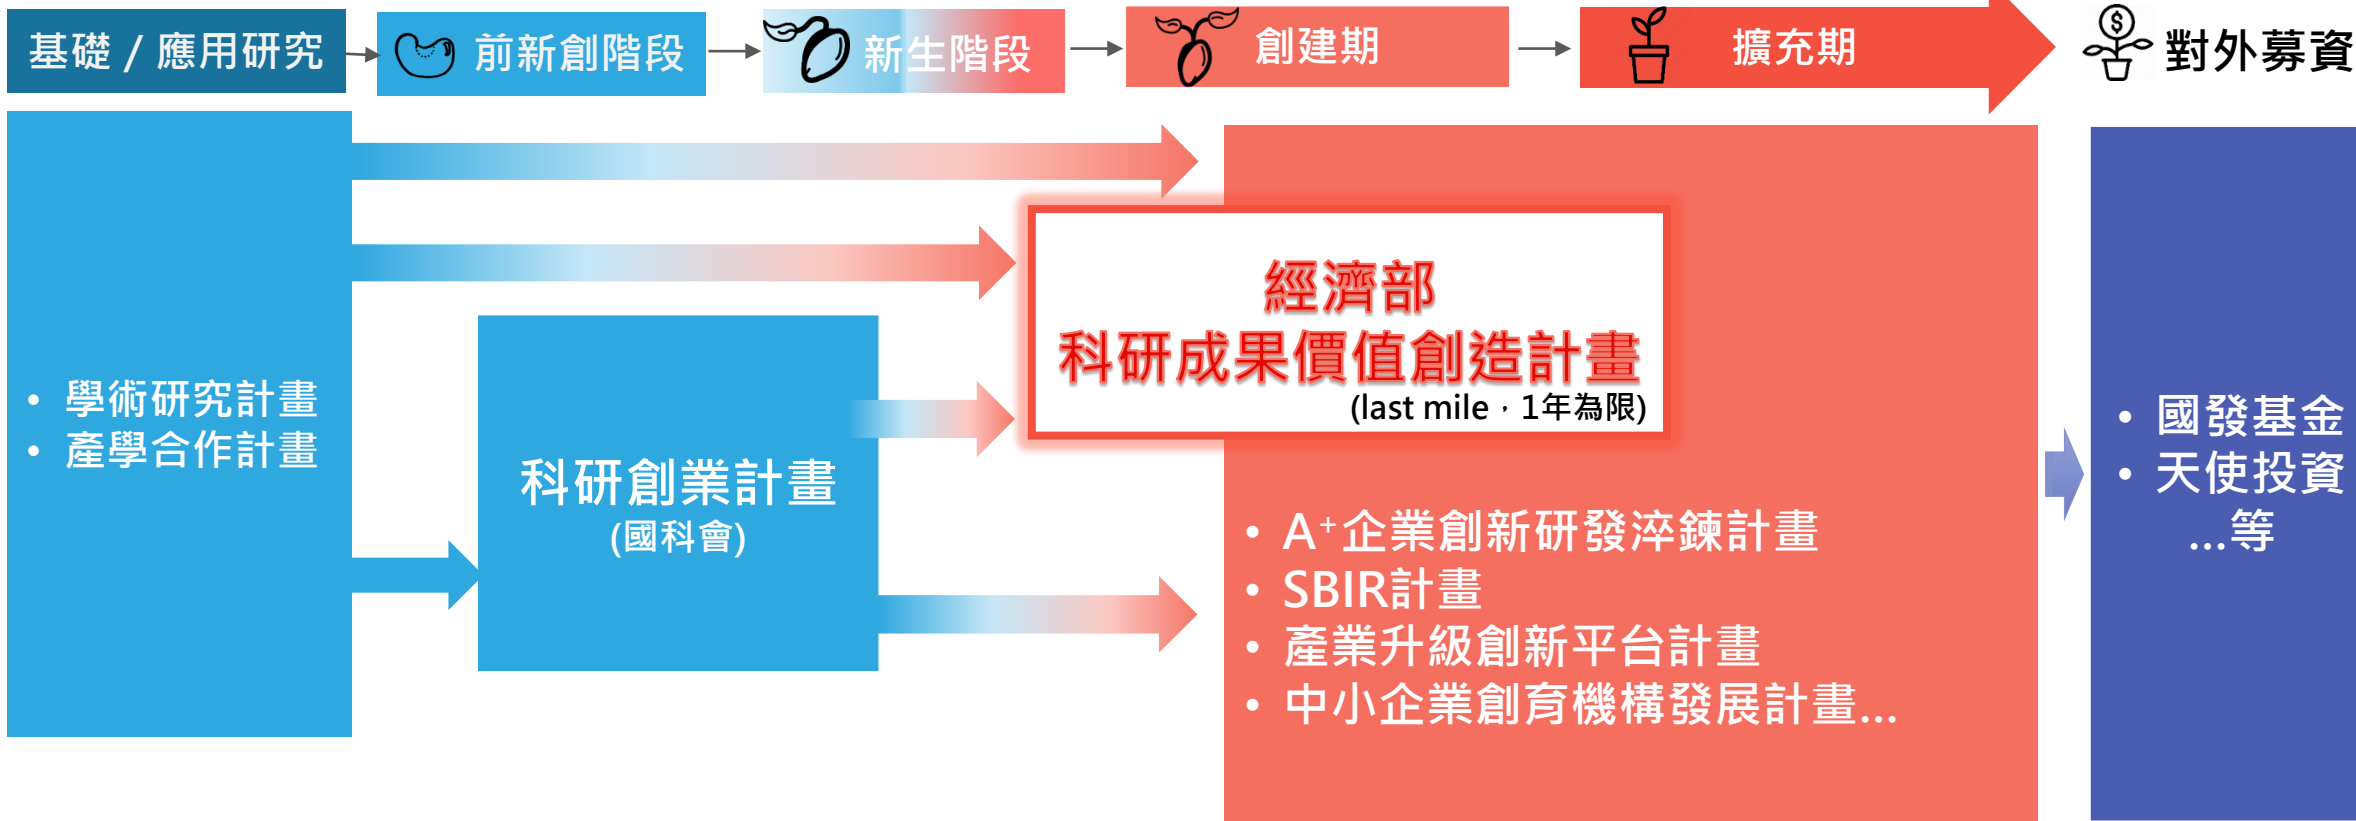 基礎 / 應用研究
前新創階段
新生階段
創建期
擴充期
對外募資
• 學術研究計畫
• 產學合作計畫
科研創業計畫
(國科會)
經濟部
科研成果價值創造計畫
(last mile，1年為限)
• A⁺企業創新研發淬鍊計畫
• SBIR計畫
• 產業升級創新平台計畫
• 中小企業創育機構發展計畫...
• 國發基金
• 天使投資
...等